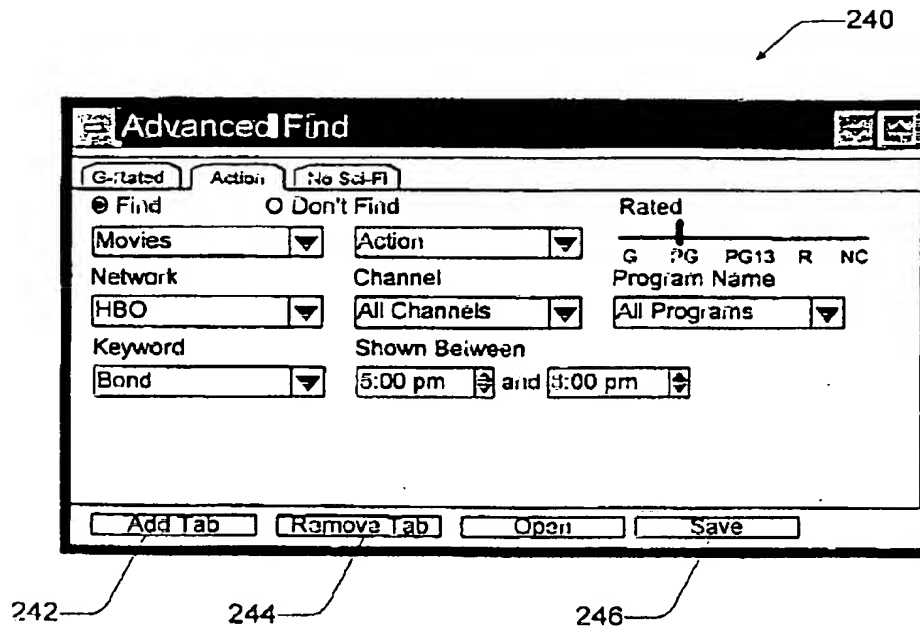 240
Advanced Find
G-Rated Action No Sci-Fi
Find Don't Find Rated
Movies Action
G PG PG13 R NC
Network Channel Program Name
HBO All Channels All Programs
Keyword Shown Between
Bond 5:00 pm and :00 pm
Add Tab Remove Tab Open Save
242 244 246